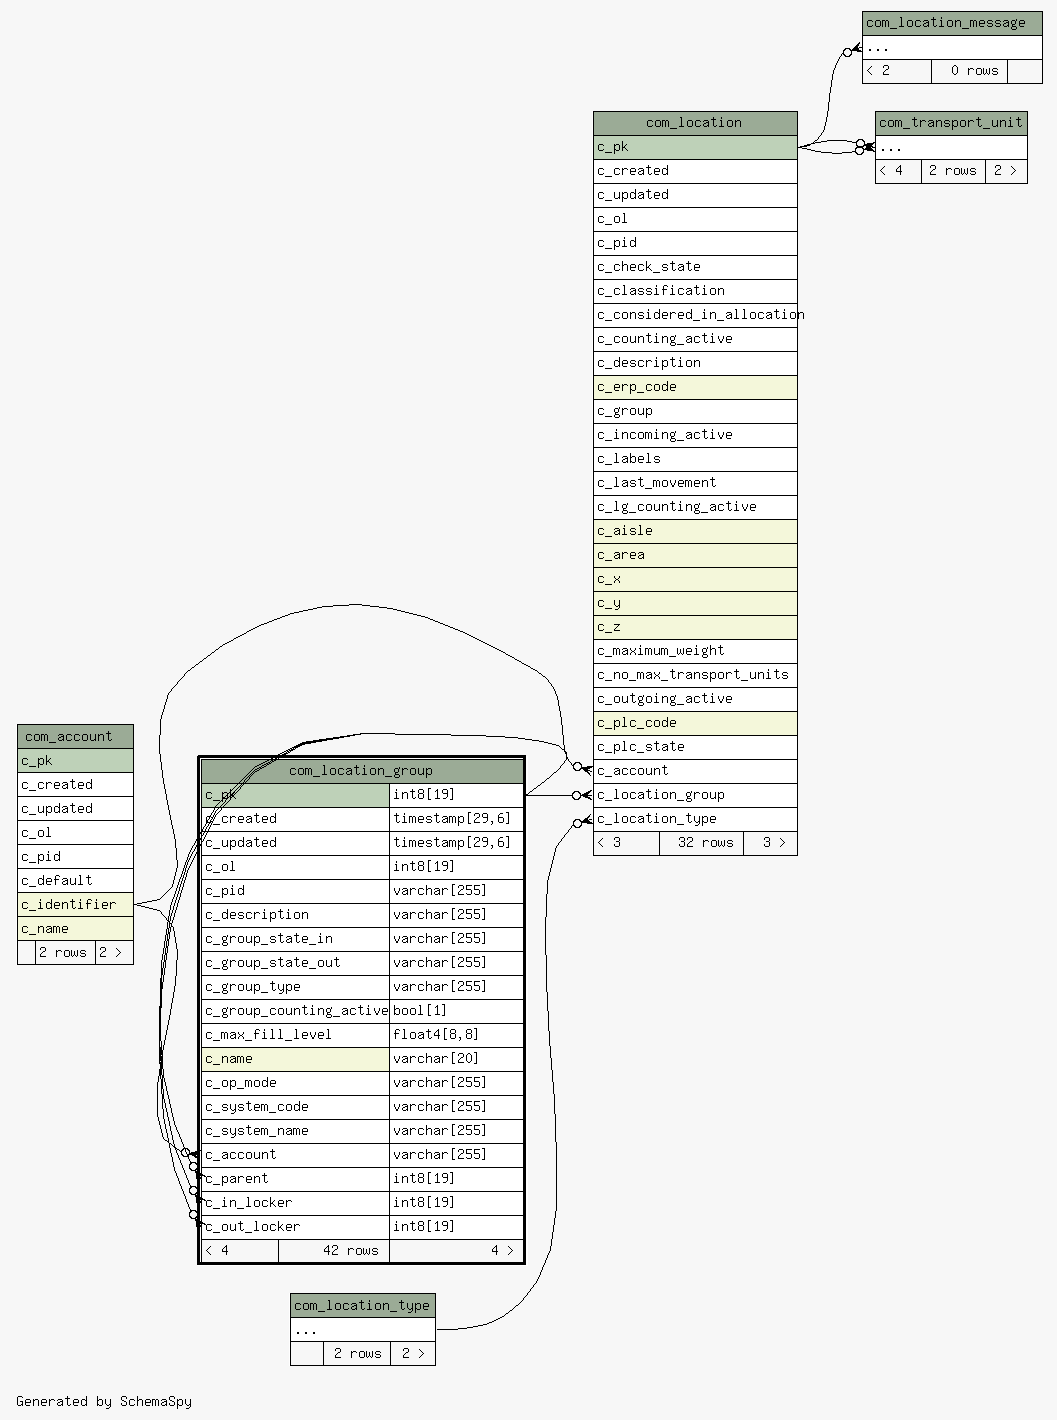 com_location_message
...
< 2 0 rows
com_transport_unit
...
< 4 2 rows 2 >
com_location
c_pk
c_created
c_updated
c_ol
c_pid
c_check_state
c_classification
c_considered_in_allocation
c_counting_active
c_description
c_erp_code
c_group
c_incoming_active
c_labels
c_last_movement
c_lg_counting_active
c_aisle
c_area
c_x
c_y
c_z
c_maximum_weight
c_no_max_transport_units
c_outgoing_active
c_plc_code
c_plc_state
c_account
c_location_group
c_location_type
< 3 32 rows 3 >
com_account
c_pk
c_created
c_updated
c_ol
c_pid
c_default
c_identifier
c_name
2 rows 2 >
com_location_group
c_pk int8[19]
c_created timestamp[29,6]
c_updated timestamp[29,6]
c_ol int8[19]
c_pid varchar[255]
c_description varchar[255]
c_group_state_in varchar[255]
c_group_state_out varchar[255]
c_group_type varchar[255]
c_group_counting_active bool[1]
c_max_fill_level float4[8,8]
c_name varchar[20]
c_op_mode varchar[255]
c_system_code varchar[255]
c_system_name varchar[255]
c_account varchar[255]
c_parent int8[19]
c_in_locker int8[19]
c_out_locker int8[19]
< 4 42 rows 4 >
com_location_type
...
2 rows 2 >
Generated by SchemaSpy